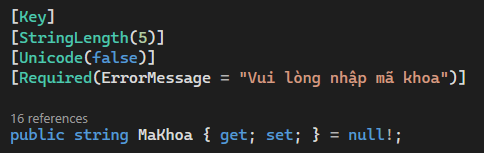 [Key]
[StringLength(5)]
[Unicode(false)]
[Required(ErrorMessage = "Vui lòng nhập mã khoa")]
16 references
public string MaKhoa { get; set; } = null!;